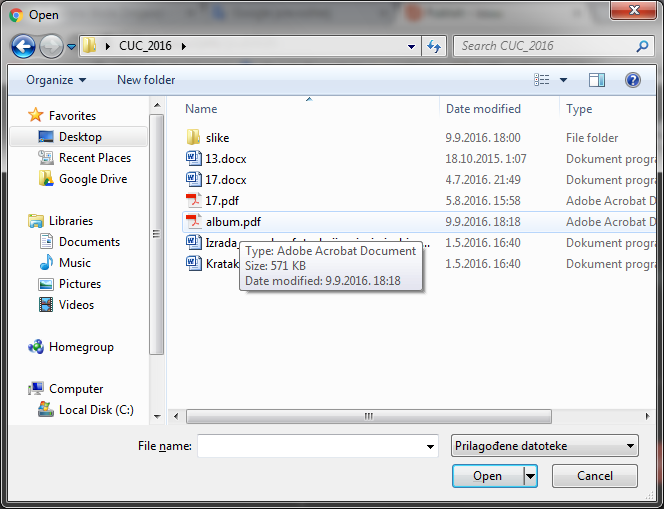 Open
CUC_2016
Search CUC_2016
Organize
New folder
Name
Date modified
Type
Favorites
Desktop
Recent Places
Google Drive
Libraries
Documents
Music
Pictures
Videos
Homegroup
Computer
Local Disk (C:)
slike 9.9.2016. 18:00 File folder
13.docx 18.10.2015. 1:07 Dokument progra
17.docx 4.7.2016. 21:49 Dokument progra
17.pdf 5.8.2016. 15:58 Adobe Acrobat D
album.pdf 9.9.2016. 18:18 Adobe Acrobat D
Izrada 1.5.2016. 16:40 Dokument progra
Kratak 1.5.2016. 16:40 Dokument progra
Type: Adobe Acrobat Document
Size: 571 KB
Date modified: 9.9.2016. 18:18
File name:
Prilagođene datoteke
Open
Cancel